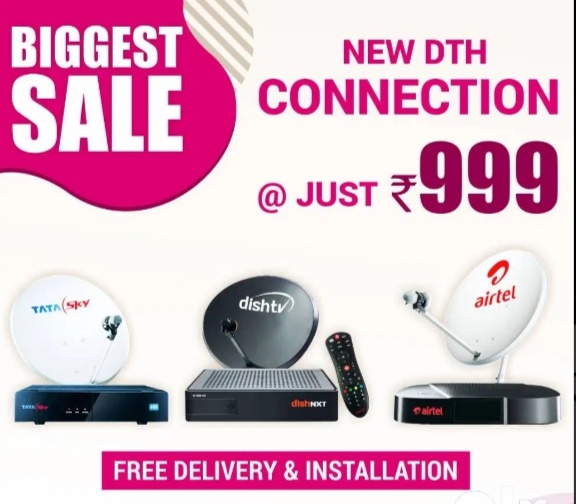 BIGGEST
SALE
NEW DTH
CONNECTION
@ JUST ₹999
TATA SKY
dishtv
airtel
TATA SKY
dishNXT
airtel
FREE DELIVERY & INSTALLATION